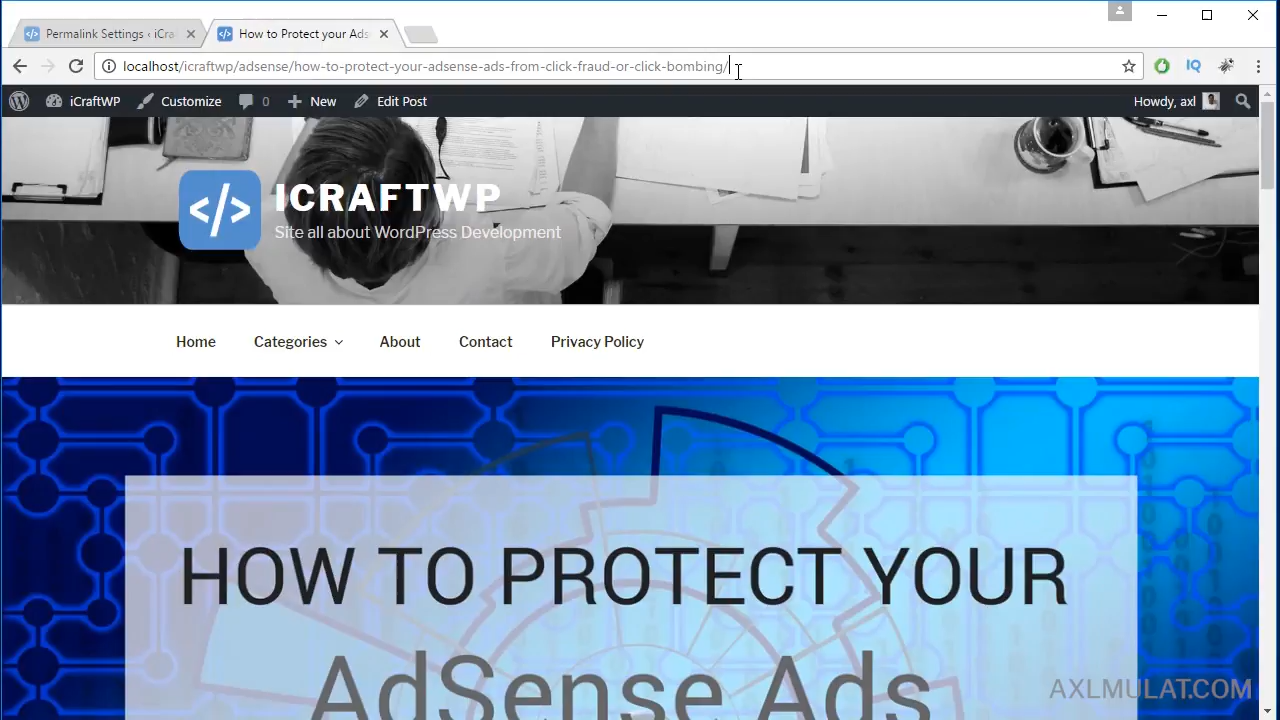 Permalink Settings ‹ iCra
How to Protect your Ads
localhost/icraftwp/adsense/how-to-protect-your-adsense-ads-from-click-fraud-or-click-bombing/
IQ
iCraftWP
Customize
0
New
Edit Post
Howdy, axl
</>
ICRAFTWP
Site all about WordPress Development
Home
Categories
About
Contact
Privacy Policy
HOW TO PROTECT YOUR
AdSense Ads
AXLMULAT.COM